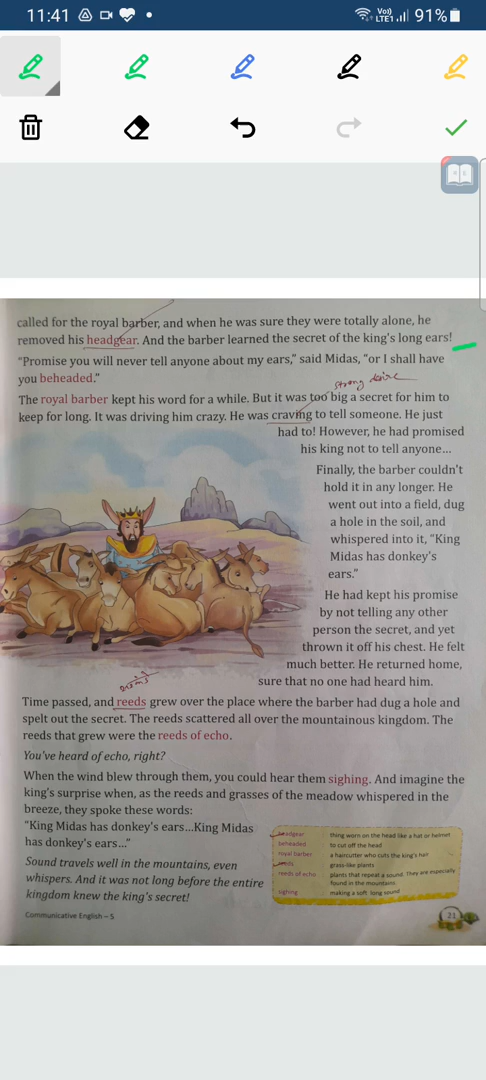 11:41
Vo)
LTE1
91%
called for the royal barber, and when he was sure they were totally alone, he
removed his headgear. And the barber learned the secret of the king's long ears!
"Promise you will never tell anyone about my ears," said Midas, "or I shall have
you beheaded."
strong desire
The royal barber kept his word for a while. But it was too big a secret for him to
keep for long. It was driving him crazy. He was craving to tell someone. He just
had to! However, he had promised
his king not to tell anyone...
Finally, the barber couldn't
hold it in any longer. He
went out into a field, dug
a hole in the soil, and
whispered into it, "King
Midas has donkey's
ears."
He had kept his promise
by not telling any other
person the secret, and yet
thrown it off his chest. He felt
much better. He returned home,
sure that no one had heard him.
Time passed, and reeds grew over the place where the barber had dug a hole and
spelt out the secret. The reeds scattered all over the mountainous kingdom. The
reeds that grew were the reeds of echo.
You've heard of echo, right?
When the wind blew through them, you could hear them sighing. And imagine the
king's surprise when, as the reeds and grasses of the meadow whispered in the
breeze, they spoke these words:
"King Midas has donkey's ears...King Midas
has donkey's ears..."
Sound travels well in the mountains, even
whispers. And it was not long before the entire
kingdom knew the king's secret!
headgear thing worn on the head like a hat or helmet
beheaded to cut off the head
royal barber a haircutter who cuts the king's hair
reeds grass-like plants
reeds of echo plants that repeat a sound. They are especially
found in the mountains.
sighing making a soft, long sound
Communicative English – 5
21